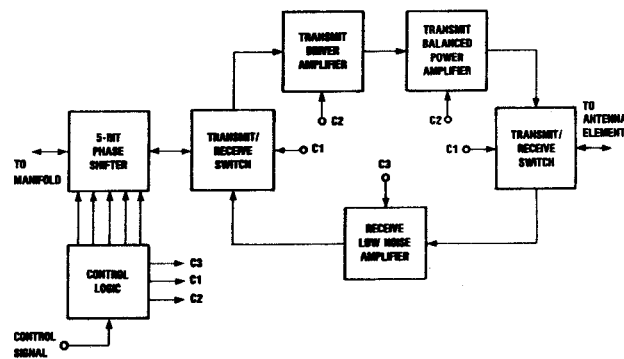 TRANSMIT
DRIVER
AMPLIFIER
TRANSMIT
BALANCED
POWER
AMPLIFIER
C2
C2
5-BIT
PHASE
SHIFTER
TO
MANIFOLD
TRANSMIT/
RECEIVE
SWITCH
C1
C1
TRANSMIT/
RECEIVE
SWITCH
TO
ANTENNA
ELEMENT
C3
RECEIVE
LOW NOISE
AMPLIFIER
CONTROL
LOGIC
C3
C1
C2
CONTROL
SIGNAL